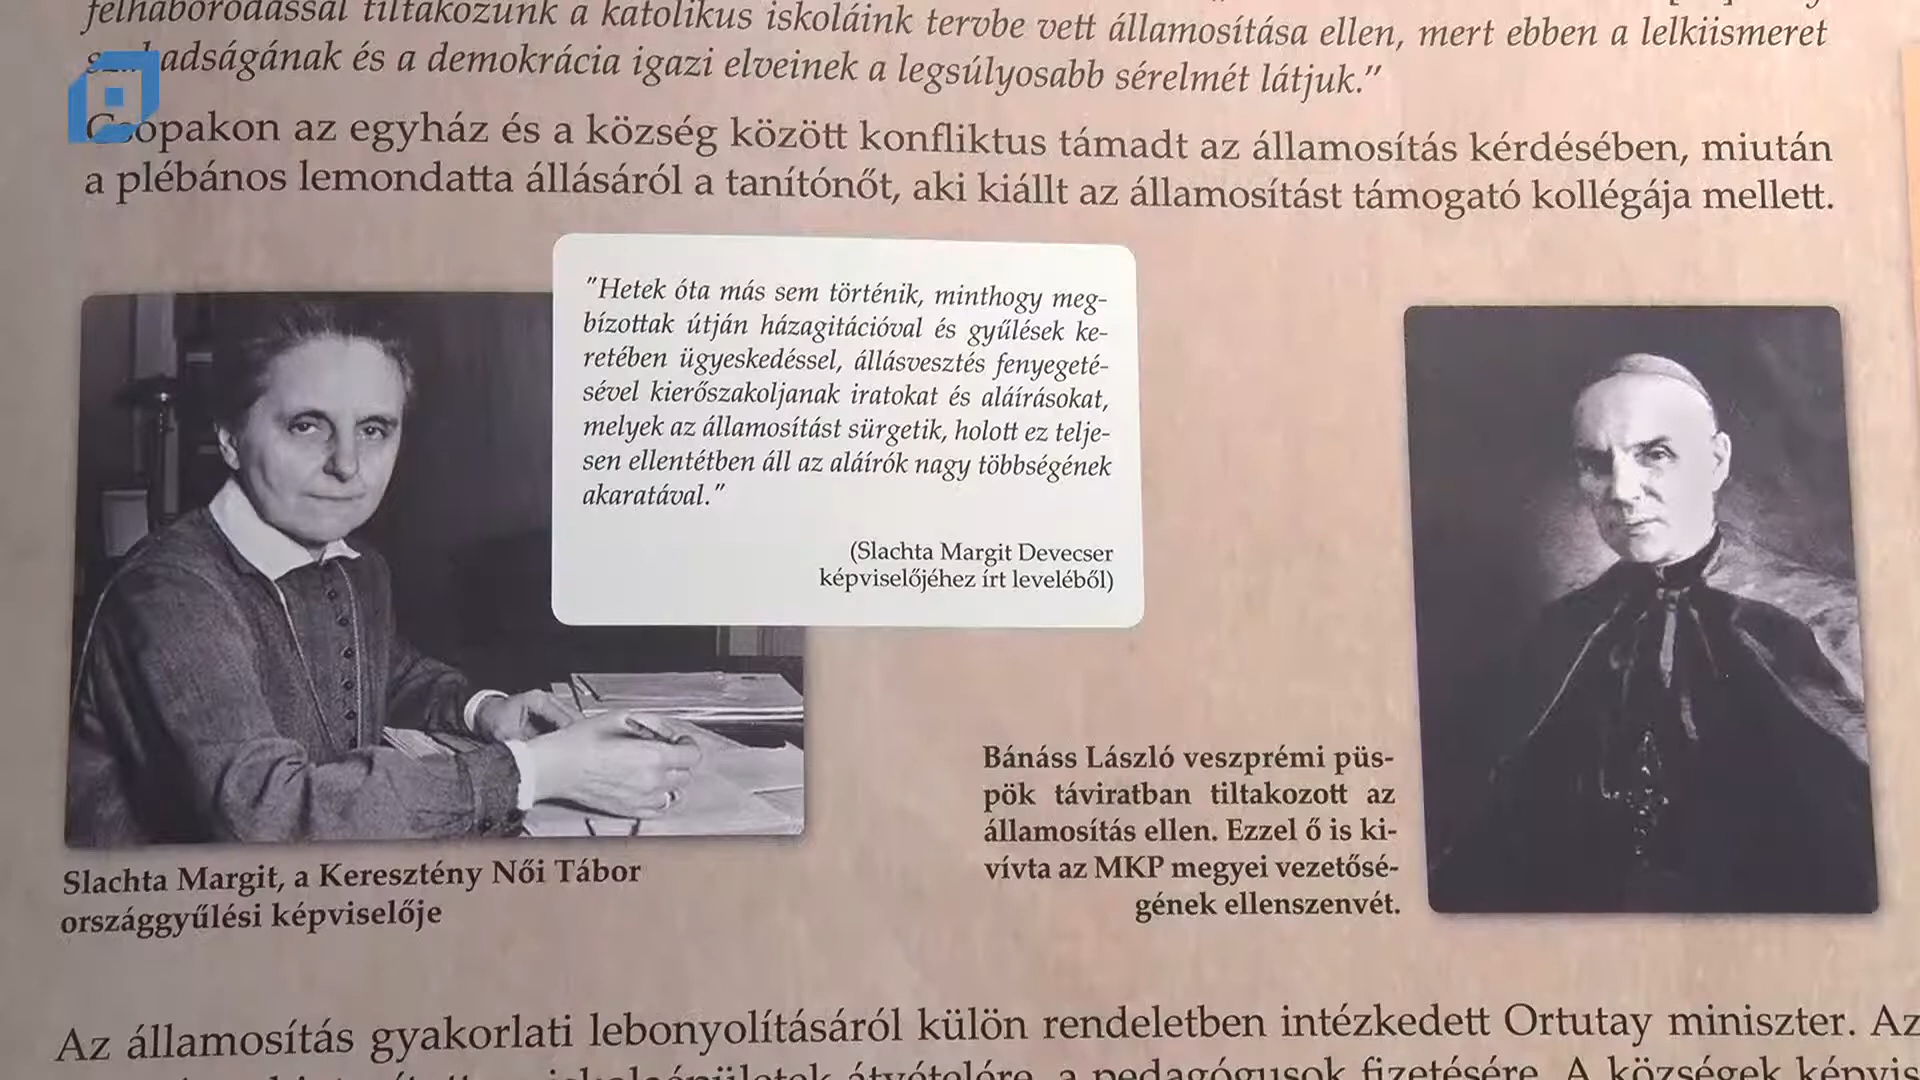 felháborodással tiltakozunk a katolikus iskoláink tervbe vett államosítása ellen, mert ebben a lelkiismeret
és a demokrácia igazi elveinek a legsúlyosabb sérelmét látjuk.”
Csopakon az egyház és a község között konfliktus támadt az államosítás kérdésében, miután
a plébános lemondatta állásáról a tanítónőt, aki kiállt az államosítást támogató kollégája mellett.
"Hetek óta más sem történik, minthogy meg-
bízottak útján házagitációval és gyűlések ke-
retében ügyeskedéssel, állásvesztés fenyegeté-
sével kierőszakoljanak iratokat és aláírásokat,
melyek az államosítást sürgetik, holott ez telje-
sen ellentétben áll az aláírók nagy többségének
akaratával."
(Slachta Margit Devecser
képviselőjéhez írt leveléből)
Slachta Margit, a Keresztény Női Tábor
országgyűlési képviselője
Bánáss László veszprémi püs-
pök táviratban tiltakozott az
államosítás ellen. Ezzel ő is ki-
vívta az MKP megyei vezetősé-
gének ellenszenvét.
Az államosítás gyakorlati lebonyolításáról külön rendeletben intézkedett Ortutay miniszter. Az
átvételére, a pedagógusok fizetésére. A községek